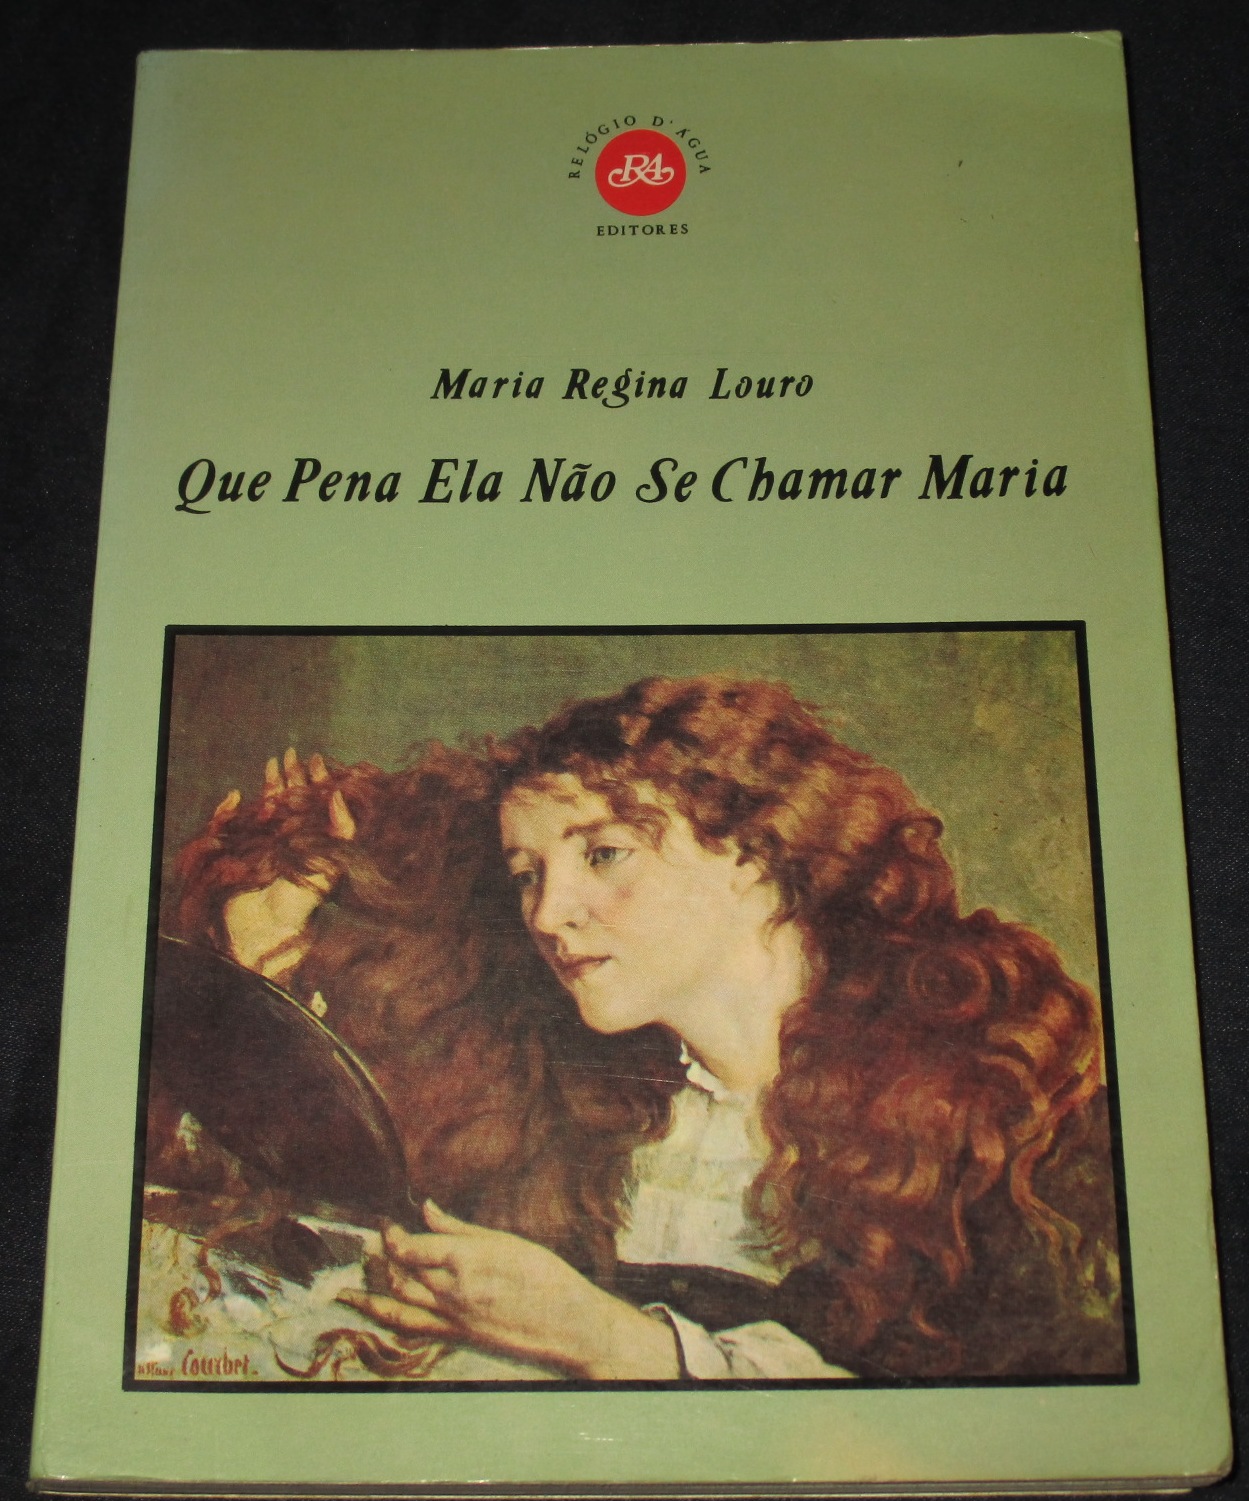 RELÓGIO D'ÁGUA
RA
EDITORES
Maria Regina Louro
Que Pena Ela Não Se Chamar Maria
Courbet.